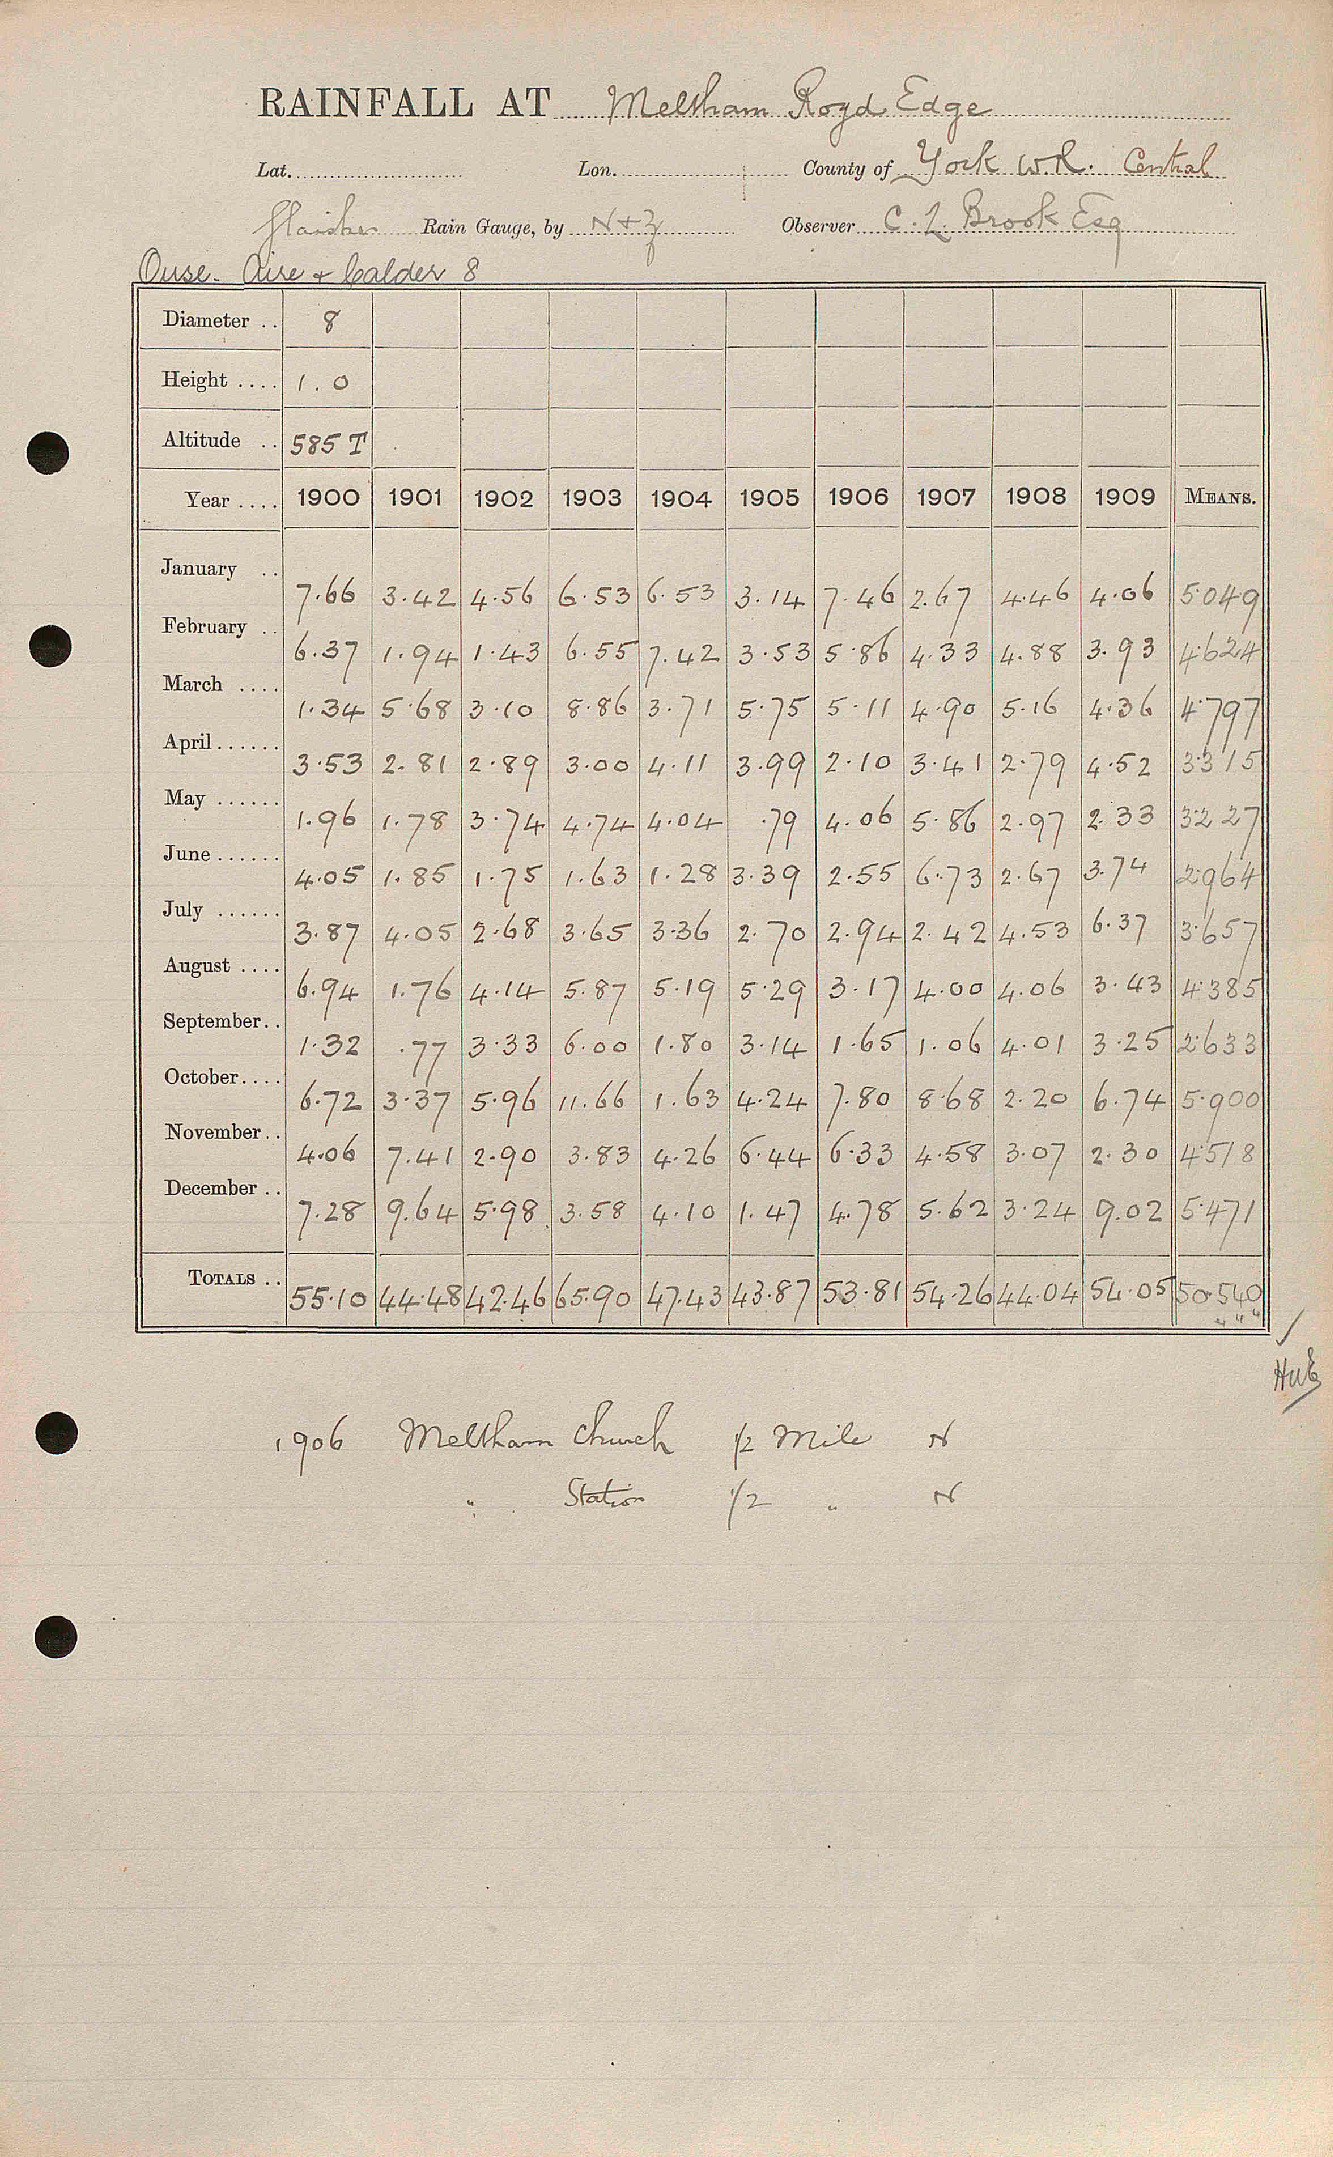 RAINFALL AT Meltham Royd Edge
Lat. Lon. County of York W.R. Central
Glaisher Rain Gauge, by N+Z Observer C. L. Brook Esq
Ouse. Aire + Calder 8
Diameter .. 8
Height .... 1.0
Altitude .. 585 T
Year .... 1900 1901 1902 1903 1904 1905 1906 1907 1908 1909 MEANS.
January .. 7.66 3.42 4.56 6.53 6.53 3.14 7.46 2.67 4.46 4.06 5.049
February .. 6.37 1.94 1.43 6.55 7.42 3.53 5.86 4.33 4.88 3.93 4.624
March .... 1.34 5.68 3.10 8.86 3.71 5.75 5.11 4.90 5.16 4.36 4.797
April ...... 3.53 2.81 2.89 3.00 4.11 3.99 2.10 3.41 2.79 4.52 3.315
May ...... 1.96 1.78 3.74 4.74 4.04 .79 4.06 5.86 2.97 2.33 3.227
June ...... 4.05 1.85 1.75 1.63 1.28 3.39 2.55 6.73 2.67 3.74 2.964
July ...... 3.87 4.05 2.68 3.65 3.36 2.70 2.94 2.42 4.53 6.37 3.657
August .... 6.94 1.76 4.14 5.87 5.19 5.29 3.17 4.00 4.06 3.43 4.385
September.. 1.32 .77 3.33 6.00 1.80 3.14 1.65 1.06 4.01 3.25 2.633
October.... 6.72 3.37 5.96 11.66 1.63 4.24 7.80 8.68 2.20 6.74 5.900
November.. 4.06 7.41 2.90 3.83 4.26 6.44 6.33 4.58 3.07 2.30 4.518
December .. 7.28 9.64 5.98 3.58 4.10 1.47 4.78 5.62 3.24 9.02 5.471
TOTALS .. 55.10 44.48 42.46 65.90 47.43 43.87 53.81 54.26 44.04 54.05 50.540
" " "
1906 Meltham Church 1/2 Mile N
" Station 1/2 " N